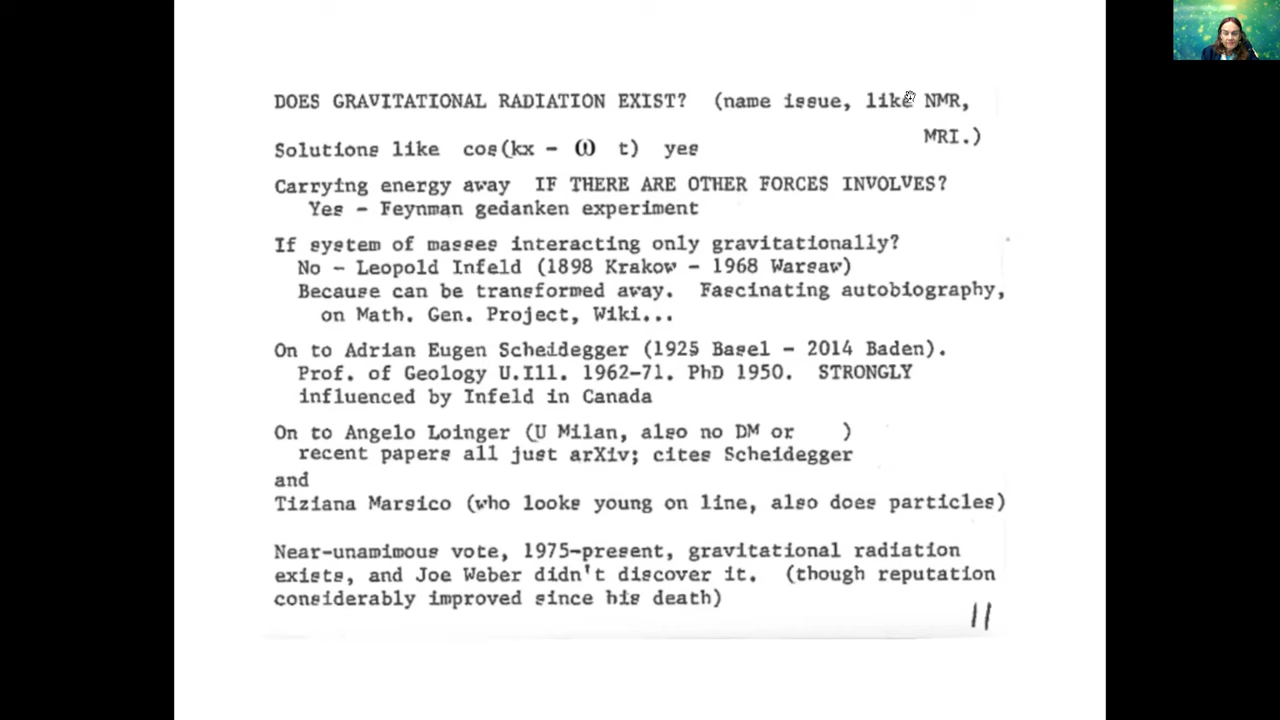 DOES GRAVITATIONAL RADIATION EXIST? (name issue, like NMR,
MRI.)
Solutions like cos(kx - ω t) yes
Carrying energy away IF THERE ARE OTHER FORCES INVOLVES?
Yes - Feynman gedanken experiment
If system of masses interacting only gravitationally?
No - Leopold Infeld (1898 Krakow - 1968 Warsaw)
Because can be transformed away. Fascinating autobiography,
on Math. Gen. Project, Wiki...
On to Adrian Eugen Scheidegger (1925 Basel - 2014 Baden).
Prof. of Geology U.Ill. 1962-71. PhD 1950. STRONGLY
influenced by Infeld in Canada
On to Angelo Loinger (U Milan, also no DM or )
recent papers all just arXiv; cites Scheidegger
and
Tiziana Marsico (who looks young on line, also does particles)
Near-unamimous vote, 1975-present, gravitational radiation
exists, and Joe Weber didn't discover it. (though reputation
considerably improved since his death)
11